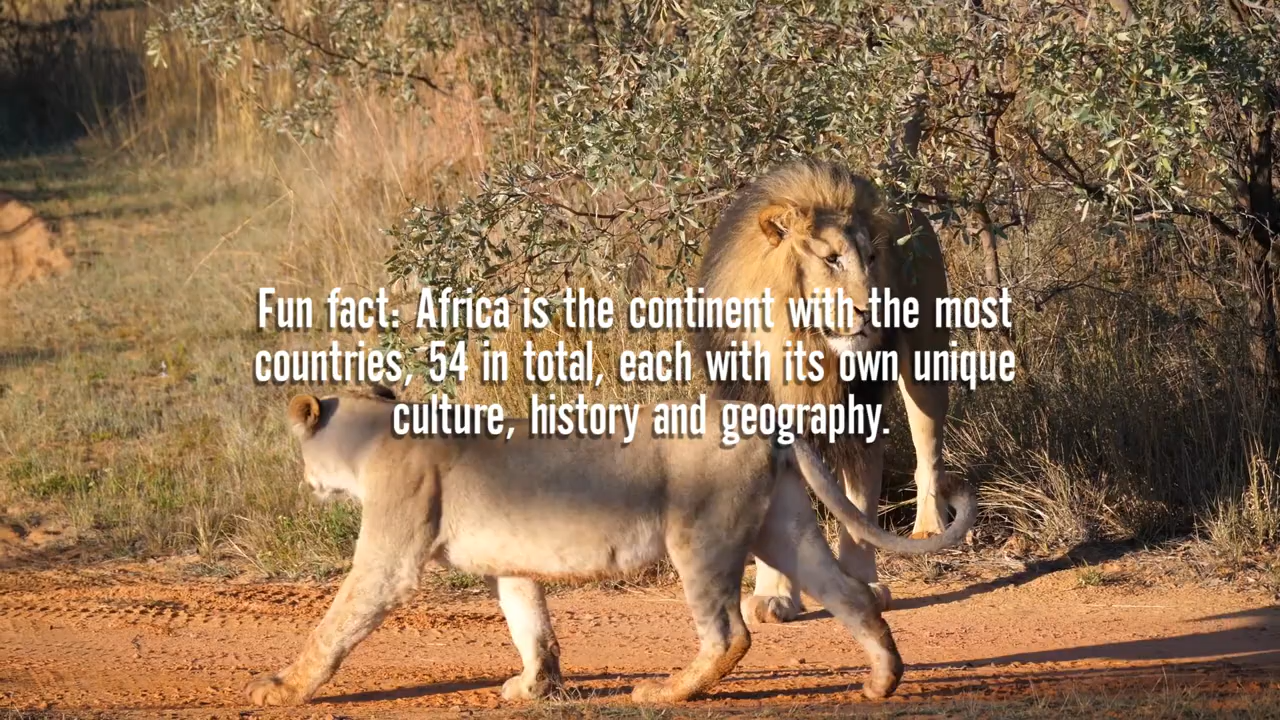 Fun fact: Africa is the continent with the most
countries, 54 in total, each with its own unique
culture, history and geography.